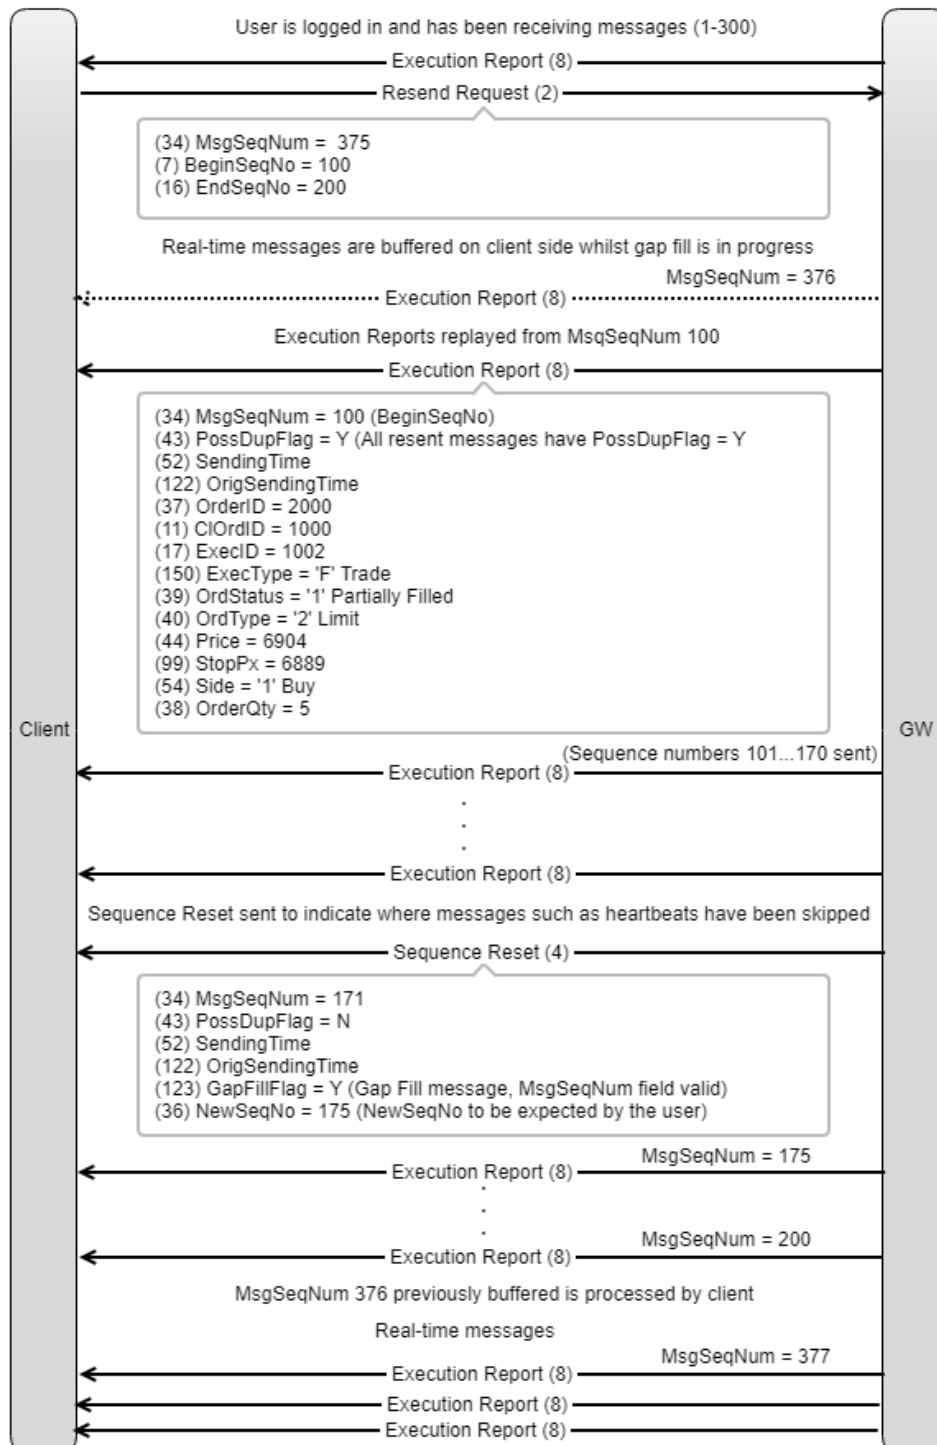 User is logged in and has been receiving messages (1-300)
Execution Report (8)
Resend Request (2)
(34) MsgSeqNum = 375
(7) BeginSeqNo = 100
(16) EndSeqNo = 200
Real-time messages are buffered on client side whilst gap fill is in progress
MsgSeqNum = 376
Execution Report (8)
Execution Reports replayed from MsqSeqNum 100
Execution Report (8)
(34) MsgSeqNum = 100 (BeginSeqNo)
(43) PossDupFlag = Y (All resent messages have PossDupFlag = Y
(52) SendingTime
(122) OrigSendingTime
(37) OrderID = 2000
(11) ClOrdID = 1000
(17) ExecID = 1002
(150) ExecType = 'F' Trade
(39) OrdStatus = '1' Partially Filled
(40) OrdType = '2' Limit
(44) Price = 6904
(99) StopPx = 6889
(54) Side = '1' Buy
(38) OrderQty = 5
Client
GW
(Sequence numbers 101...170 sent)
Execution Report (8)
.
.
.
Execution Report (8)
Sequence Reset sent to indicate where messages such as heartbeats have been skipped
Sequence Reset (4)
(34) MsgSeqNum = 171
(43) PossDupFlag = N
(52) SendingTime
(122) OrigSendingTime
(123) GapFillFlag = Y (Gap Fill message, MsgSeqNum field valid)
(36) NewSeqNo = 175 (NewSeqNo to be expected by the user)
MsgSeqNum = 175
Execution Report (8)
.
.
.
MsgSeqNum = 200
Execution Report (8)
MsgSeqNum 376 previously buffered is processed by client
Real-time messages
MsgSeqNum = 377
Execution Report (8)
Execution Report (8)
Execution Report (8)